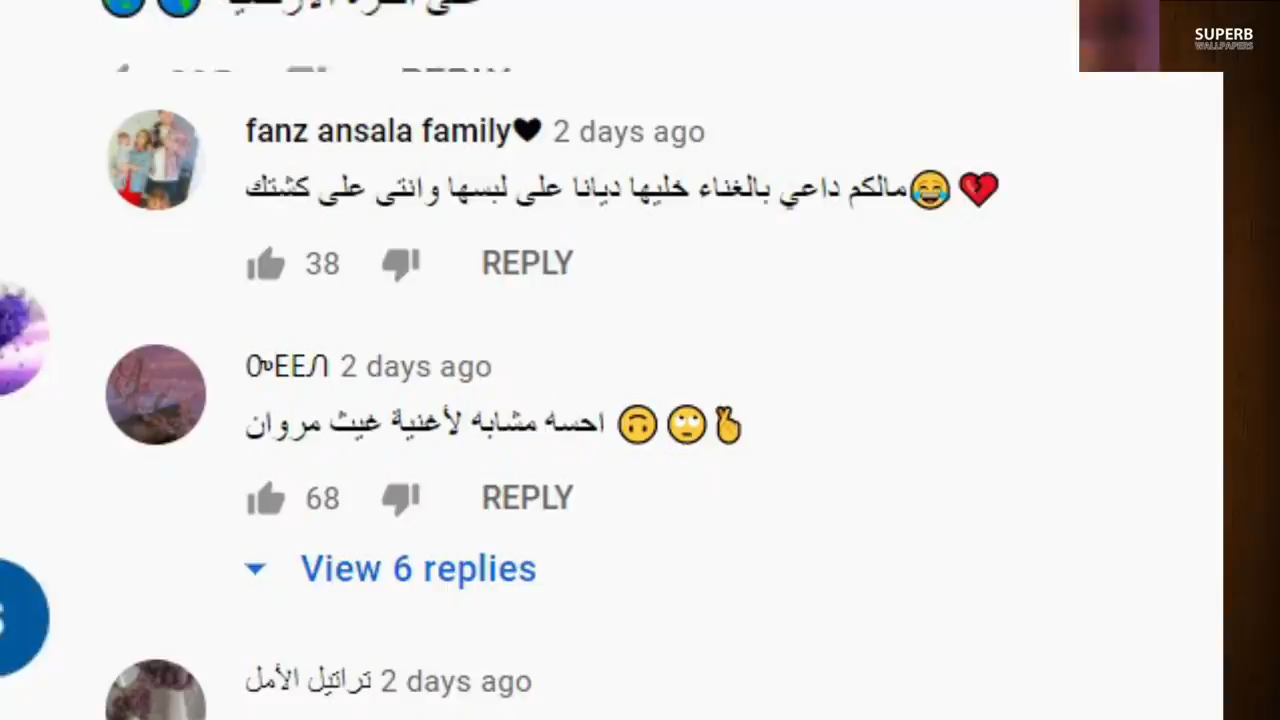 SUPERB
WALLPAPERS
fanz ansala family🖤 2 days ago
مالكم داعي بالغناء خليها ديانا على لبسها وانتى على كشتك😂 💔
38 REPLY
2 days ago
احسه مشابه لأغنية غيث مروان 🙃 🙄🫰
68 REPLY
View 6 replies
تراتيل الأمل 2 days ago